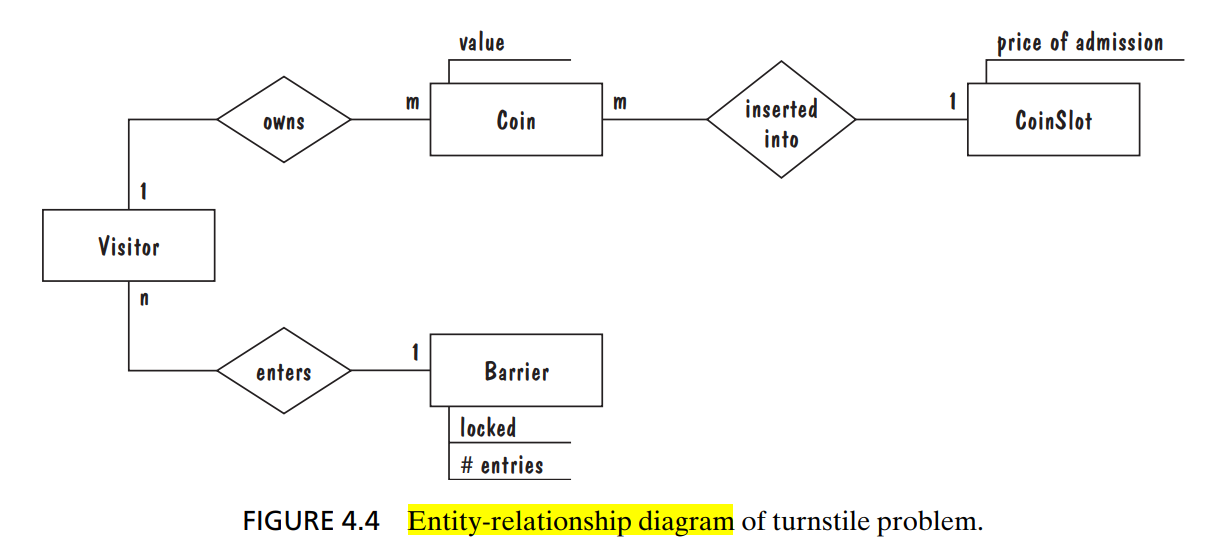 value
price of admission
owns
m
Coin
m
inserted
into
1
CoinSlot
1
Visitor
n
enters
1
Barrier
locked
# entries
FIGURE 4.4 Entity-relationship diagram of turnstile problem.